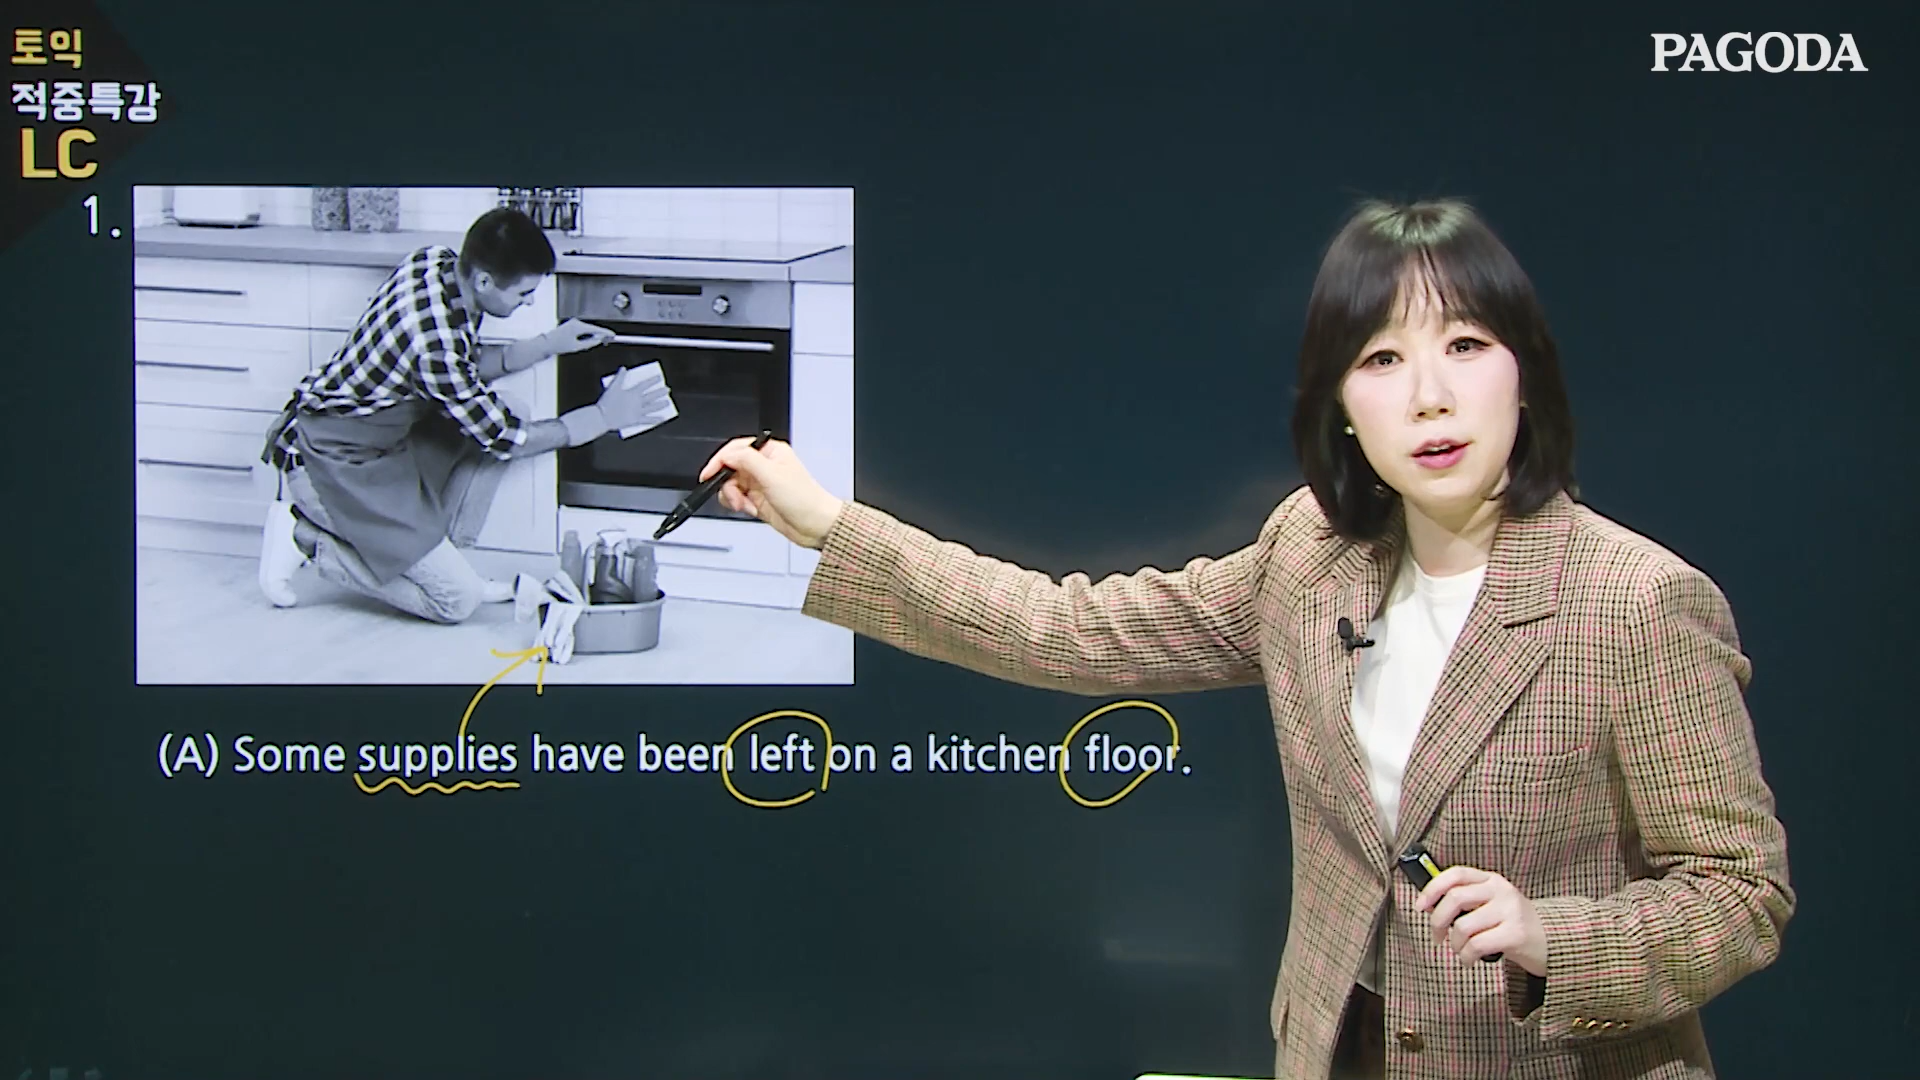 토익
적중특강
LC
PAGODA
1.
(A) Some supplies have been left on a kitchen floor.